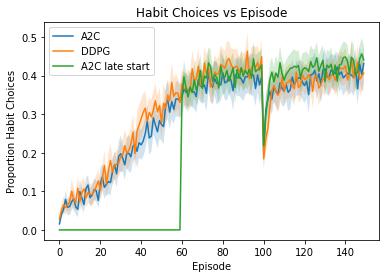 Habit Choices vs Episode
A2C
DDPG
A2C late start
Proportion Habit Choices
0.5
0.4
0.3
0.2
0.1
0.0
0 20 40 60 80 100 120 140
Episode